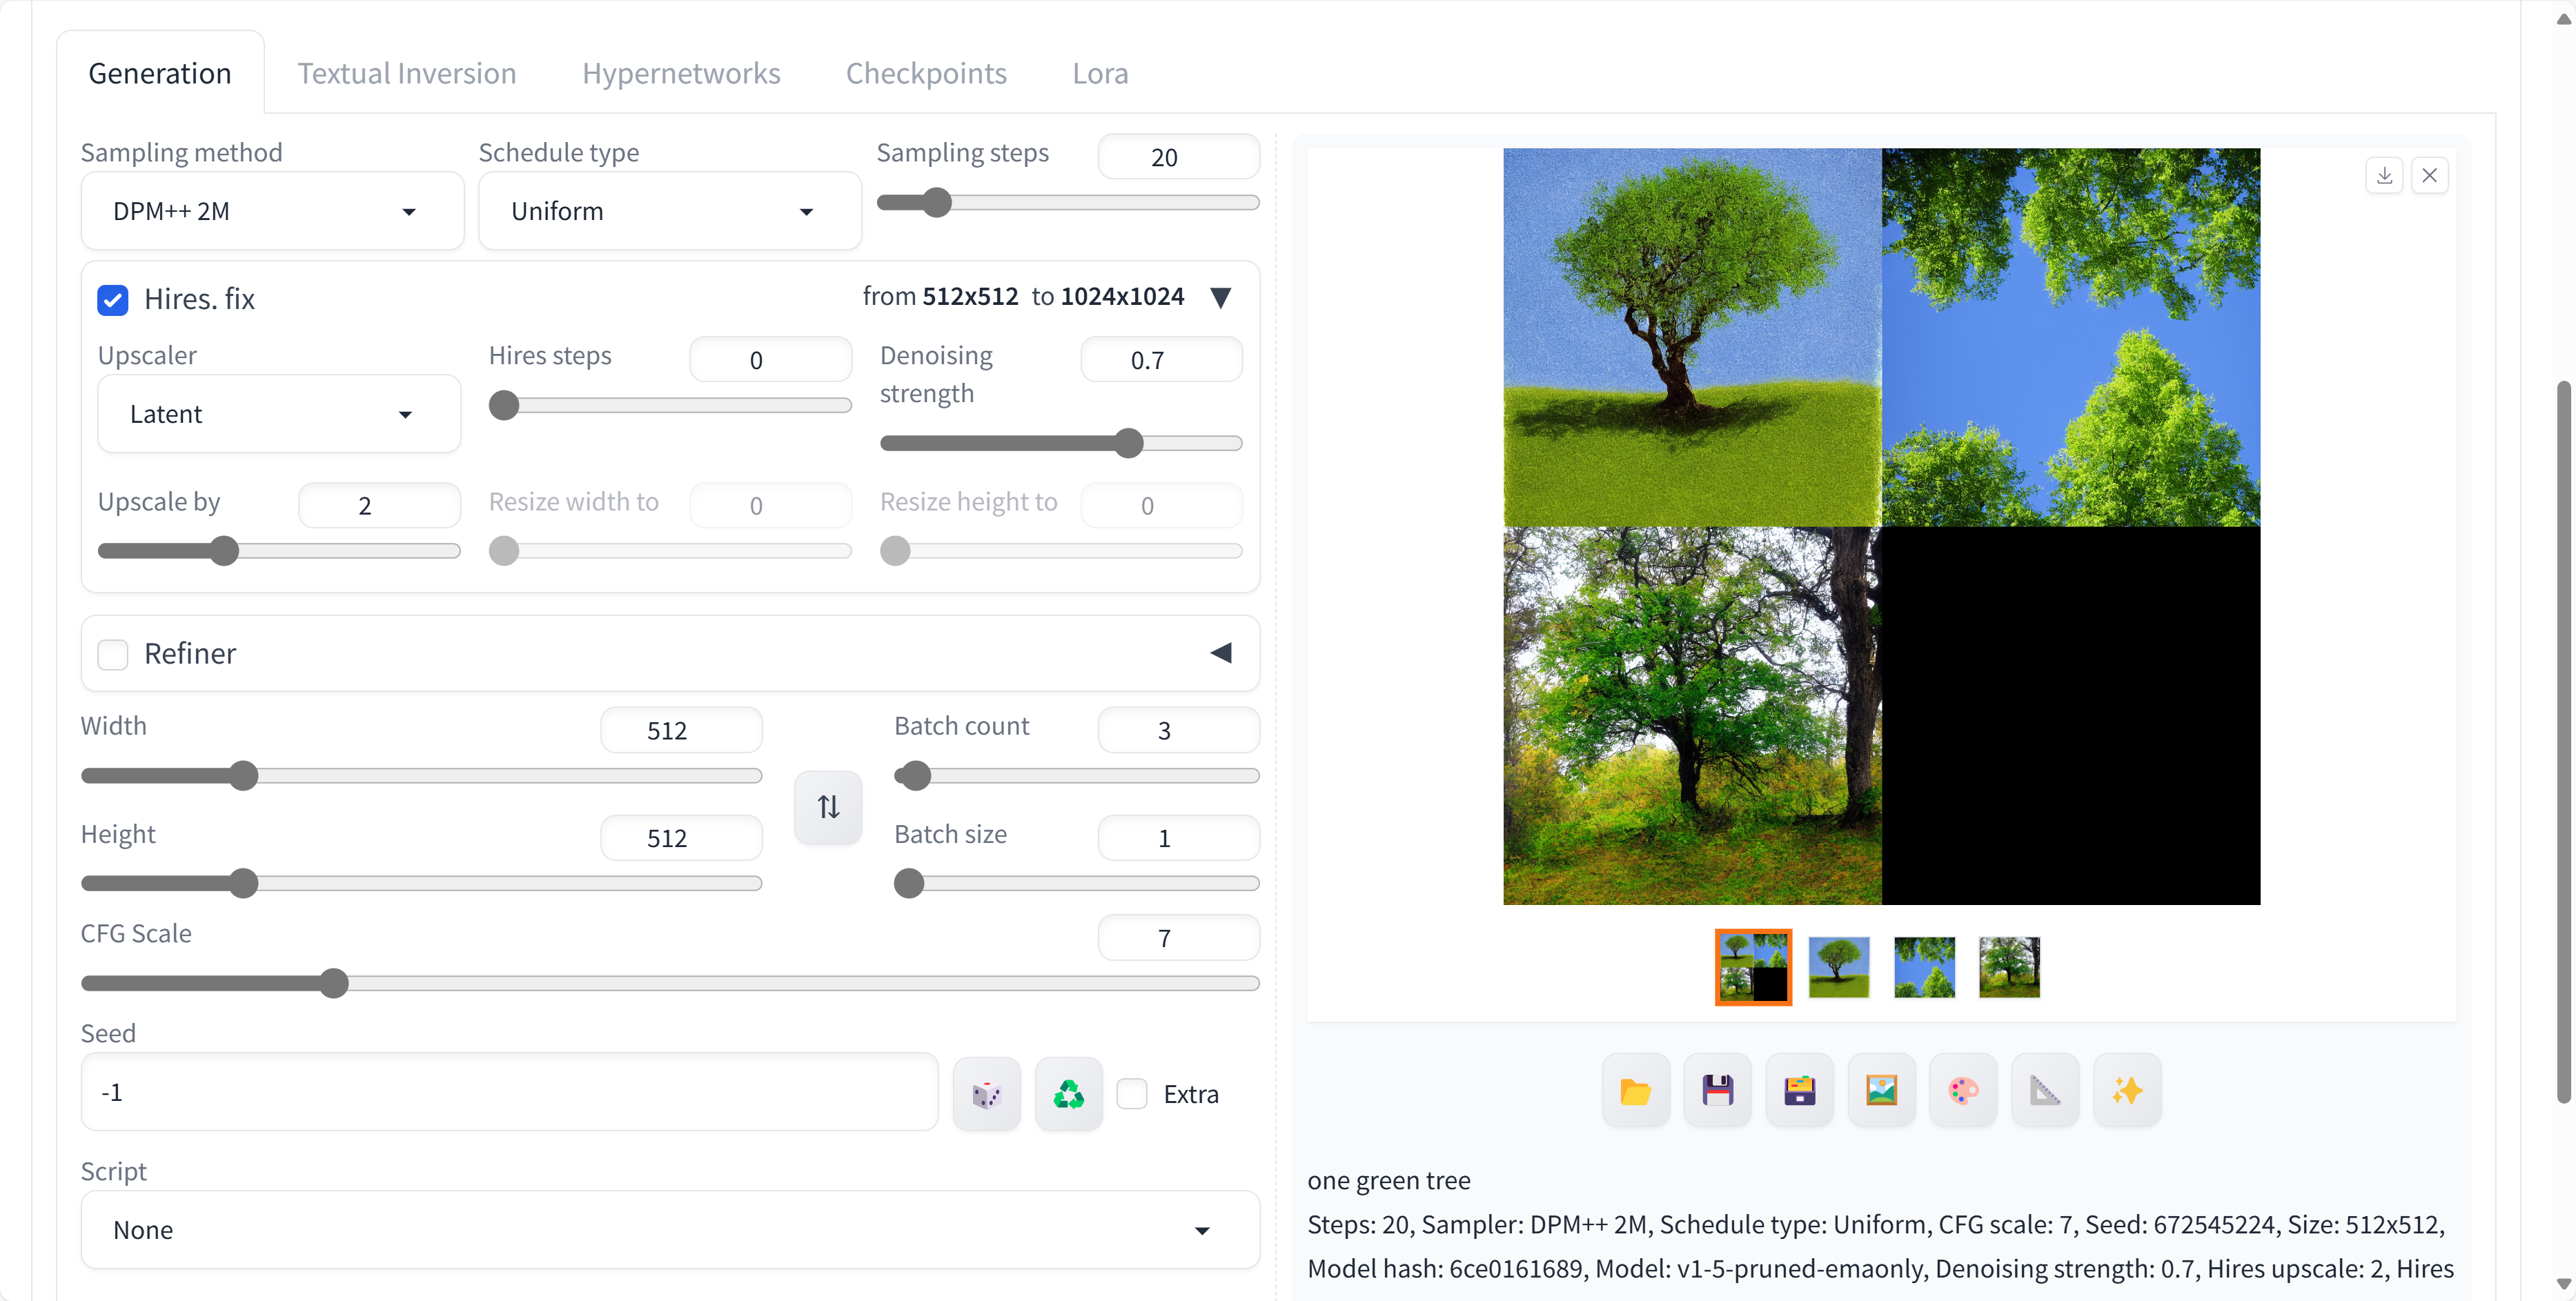 Generation Textual Inversion Hypernetworks Checkpoints Lora
Sampling method Schedule type Sampling steps 20
DPM++ 2M Uniform
Hires. fix from 512x512 to 1024x1024
Upscaler Hires steps 0 Denoising strength 0.7
Latent
Upscale by 2 Resize width to 0 Resize height to 0
Refiner
Width 512 Batch count 3
Height 512 Batch size 1
CFG Scale 7
Seed
-1 Extra
Script
None
one green tree
Steps: 20, Sampler: DPM++ 2M, Schedule type: Uniform, CFG scale: 7, Seed: 672545224, Size: 512x512,
Model hash: 6ce0161689, Model: v1-5-pruned-emaonly, Denoising strength: 0.7, Hires upscale: 2, Hires